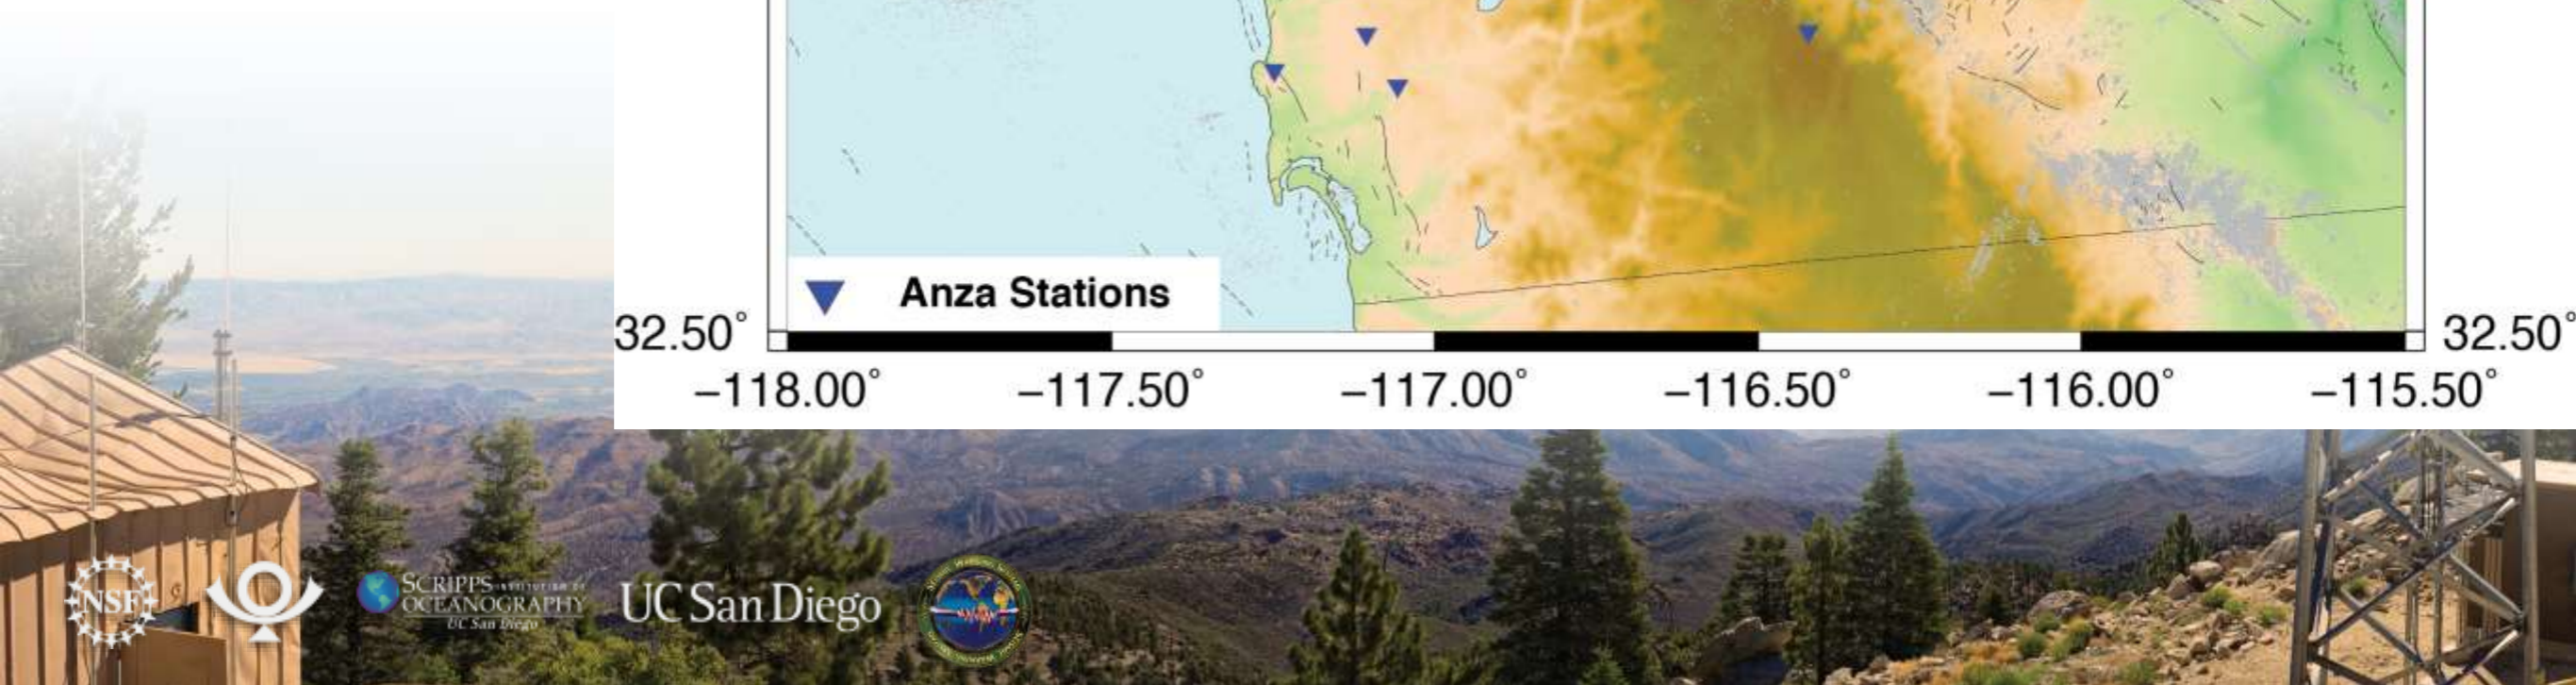 Anza Stations
32.50°
32.50°
−118.00°
−117.50°
−117.00°
−116.50°
−116.00°
−115.50°
NSF
SCRIPPS INSTITUTION OF
OCEANOGRAPHY
UC San Diego
UC San Diego